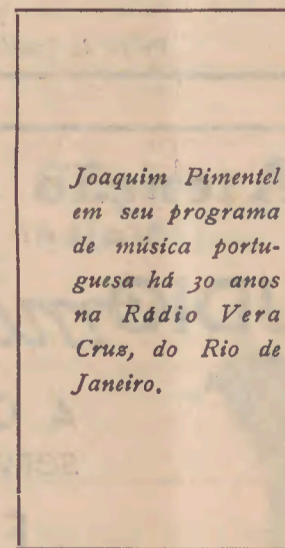 Joaquim Pimentel
em seu programa
de música portu-
guesa há 30 anos
na Rádio Vera
Cruz, do Rio de
Janeiro.